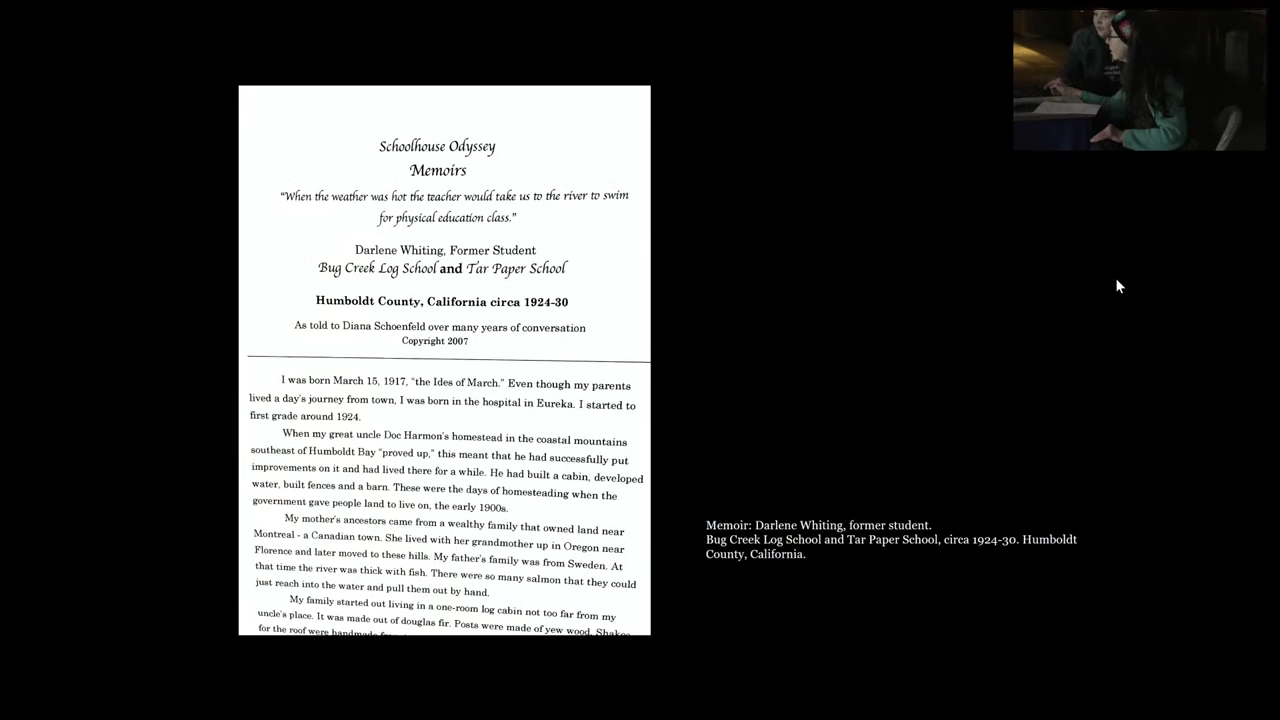 Schoolhouse Odyssey
Memoirs
"When the weather was hot the teacher would take us to the river to swim
for physical education class."
Darlene Whiting, Former Student
Bug Creek Log School and Tar Paper School
Humboldt County, California circa 1924-30
As told to Diana Schoenfeld over many years of conversation
Copyright 2007
I was born March 15, 1917, "the Ides of March." Even though my parents
lived a day's journey from town, I was born in the hospital in Eureka. I started to
first grade around 1924.
When my great uncle Doc Harmon's homestead in the coastal mountains
southeast of Humboldt Bay "proved up," this meant that he had successfully put
improvements on it and had lived there for a while. He had built a cabin, developed
water, built fences and a barn. These were the days of homesteading when the
government gave people land to live on, the early 1900s.
My mother's ancestors came from a wealthy family that owned land near
Montreal - a Canadian town. She lived with her grandmother up in Oregon near
Florence and later moved to these hills. My father's family was from Sweden. At
that time the river was thick with fish. There were so many salmon that they could
just reach into the water and pull them out by hand.
My family started out living in a one-room log cabin not too far from my
uncle's place. It was made out of douglas fir. Posts were made of yew wood. Shakes
for the roof were handmade
Memoir: Darlene Whiting, former student.
Bug Creek Log School and Tar Paper School, circa 1924-30. Humboldt
County, California.